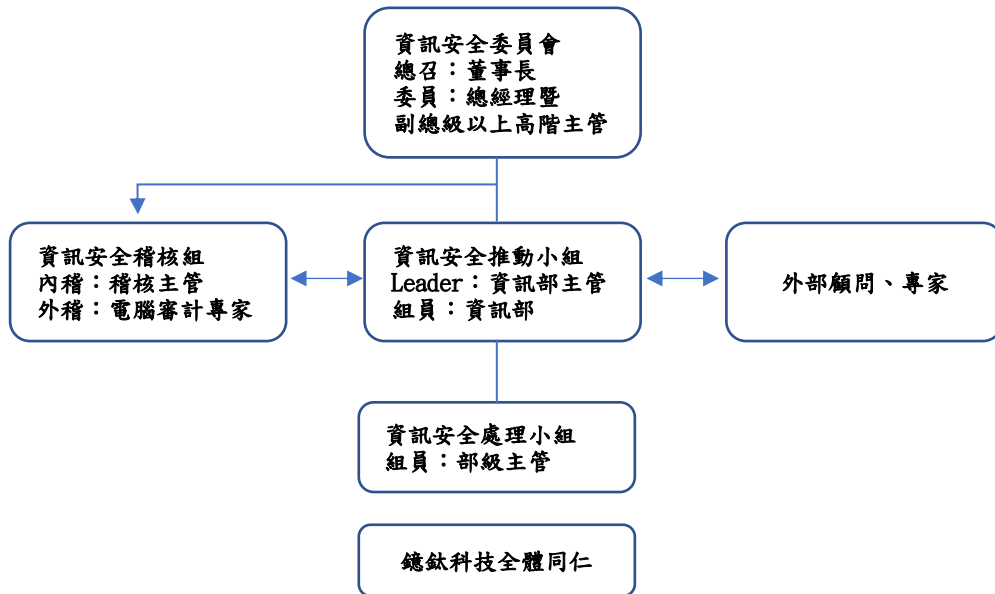 資訊安全委員會
總召：董事長
委員：總經理暨
副總級以上高階主管
資訊安全稽核組
內稽：稽核主管
外稽：電腦審計專家
資訊安全推動小組
Leader：資訊部主管
組員：資訊部
外部顧問、專家
資訊安全處理小組
組員：部級主管
鐿鈦科技全體同仁